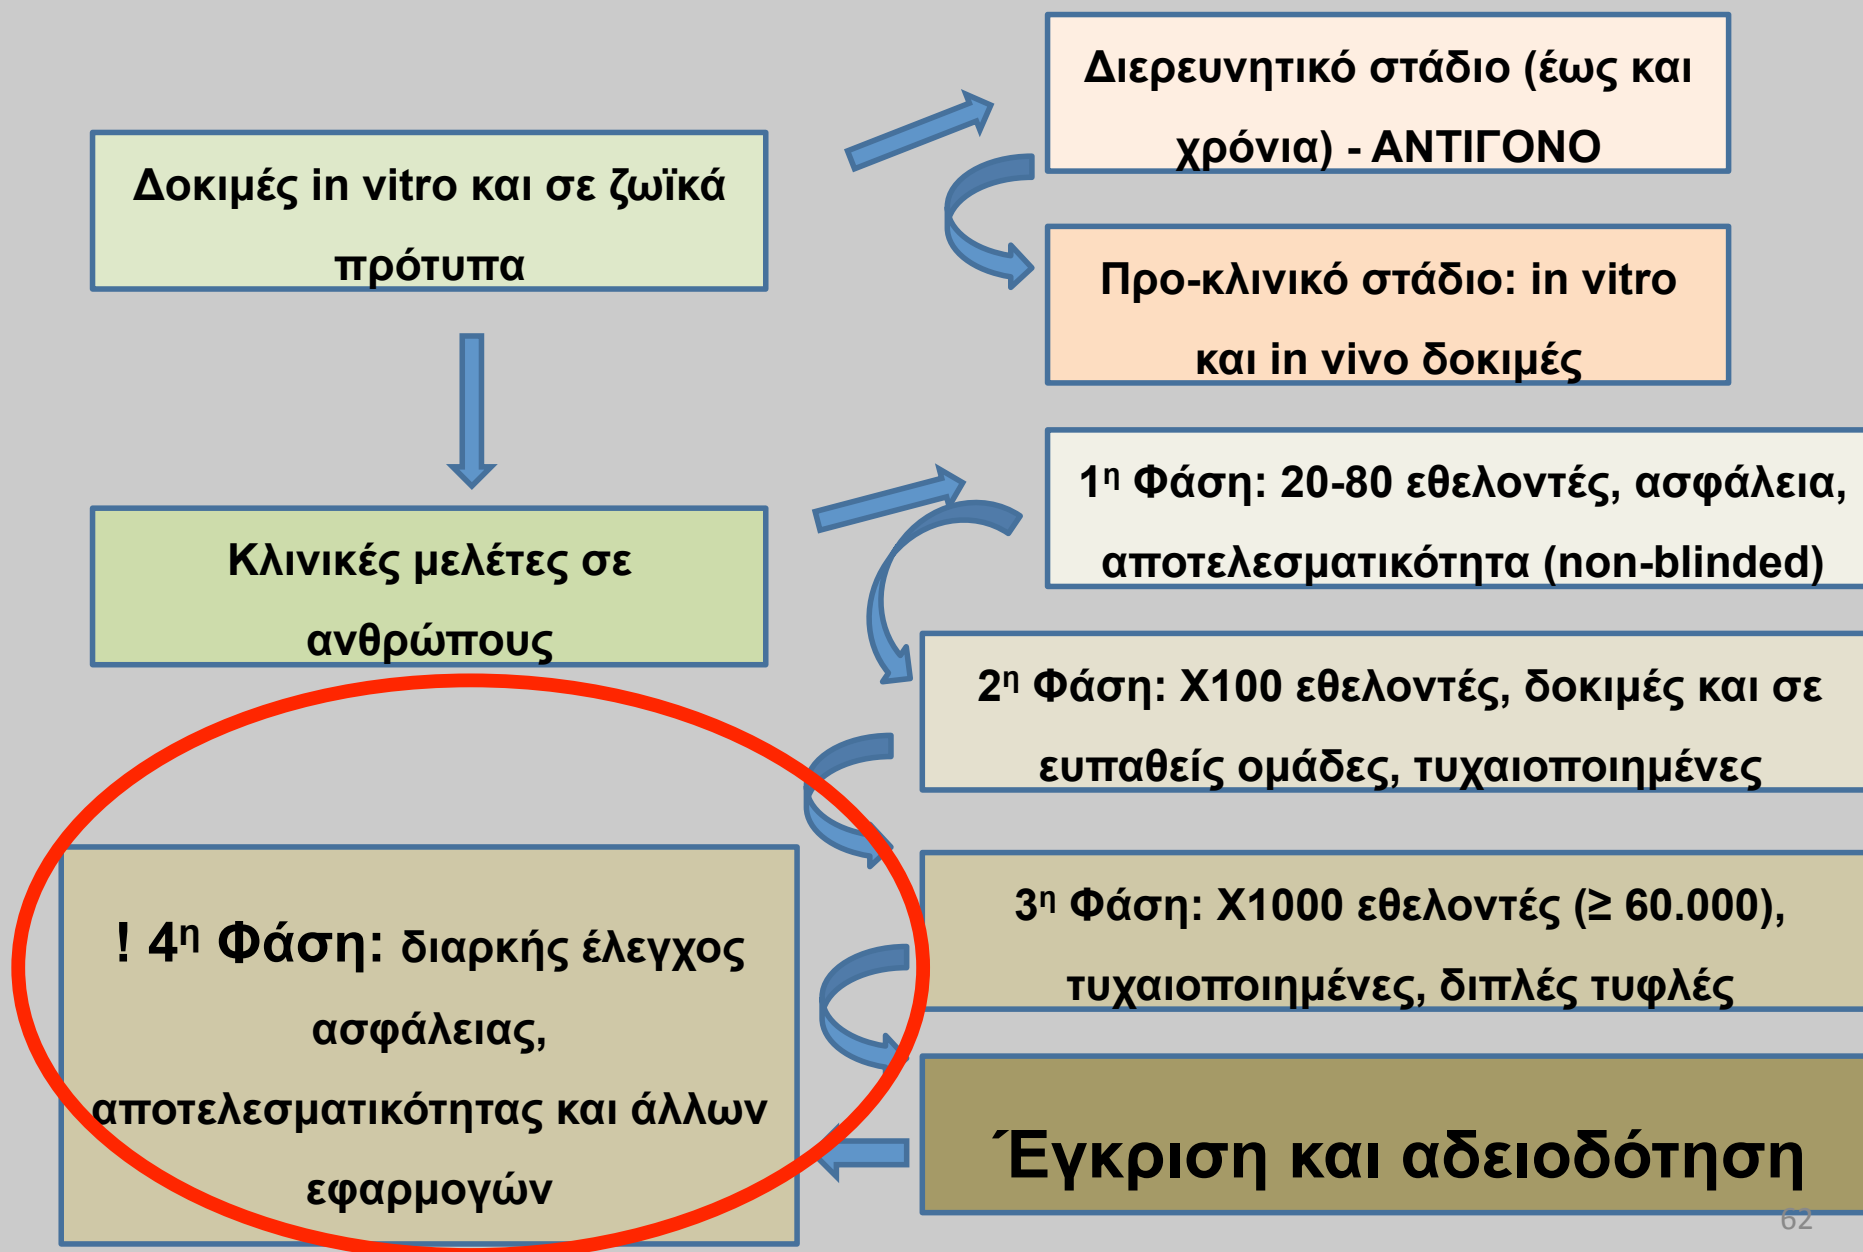 Δοκιμές in vitro και σε ζωϊκά
πρότυπα
Διερευνητικό στάδιο (έως και
χρόνια) - ΑΝΤΙΓΟΝΟ
Προ-κλινικό στάδιο: in vitro
και in vivo δοκιμές
Κλινικές μελέτες σε
ανθρώπους
1η Φάση: 20-80 εθελοντές, ασφάλεια,
αποτελεσματικότητα (non-blinded)
2η Φάση: Χ100 εθελοντές, δοκιμές και σε
ευπαθείς ομάδες, τυχαιοποιημένες
3η Φάση: Χ1000 εθελοντές (≥ 60.000),
τυχαιοποιημένες, διπλές τυφλές
Έγκριση και αδειοδότηση
! 4η Φάση: διαρκής έλεγχος
ασφάλειας,
αποτελεσματικότητας και άλλων
εφαρμογών
62